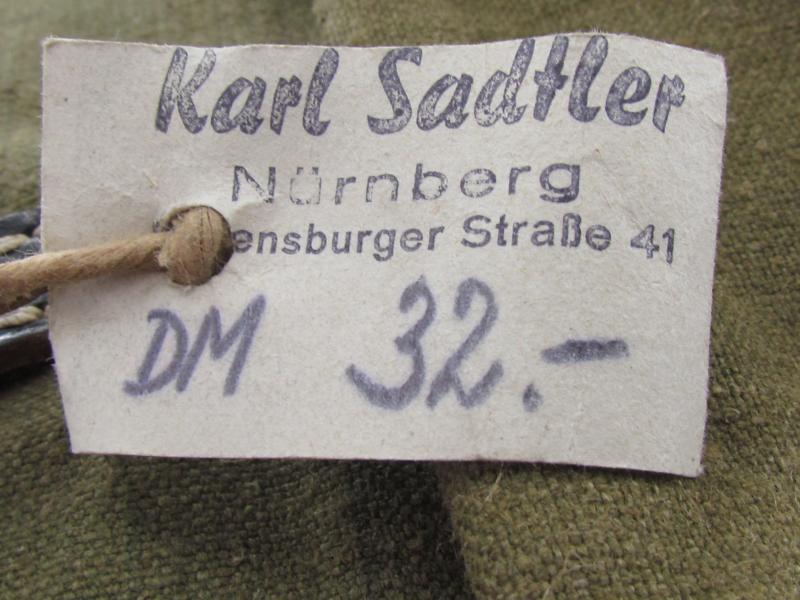 Karl Sadtler
Nürnberg
ensburger Straße 41
DM 32.-